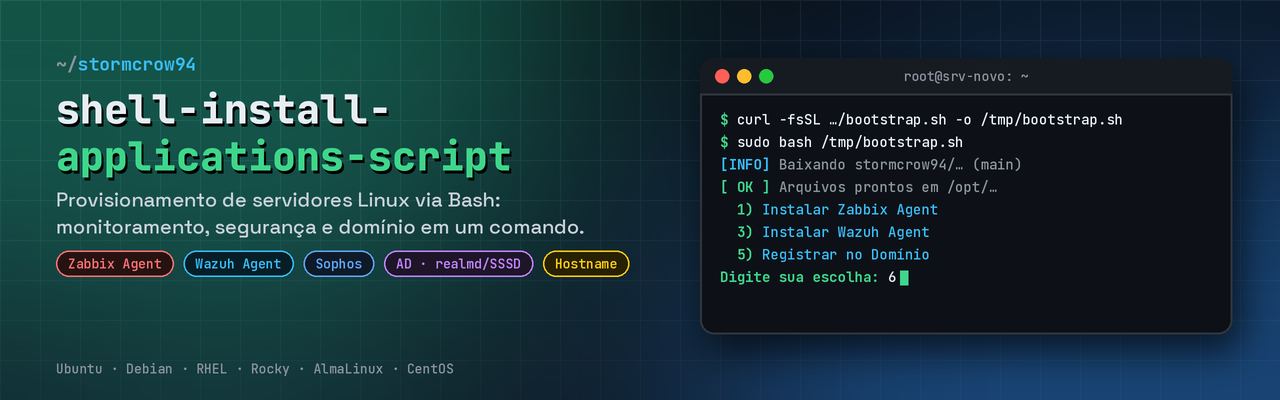 ~/stormcrow94
shell-install-
applications-script
Provisionamento de servidores Linux via Bash:
monitoramento, segurança e domínio em um comando.
Zabbix Agent Wazuh Agent Sophos AD · realmd/SSSD Hostname
Ubuntu · Debian · RHEL · Rocky · AlmaLinux · CentOS
root@srv-novo: ~
$ curl -fsSL …/bootstrap.sh -o /tmp/bootstrap.sh
$ sudo bash /tmp/bootstrap.sh
[INFO] Baixando stormcrow94/… (main)
[ OK ] Arquivos prontos em /opt/…
1) Instalar Zabbix Agent
3) Instalar Wazuh Agent
5) Registrar no Domínio
Digite sua escolha: 6